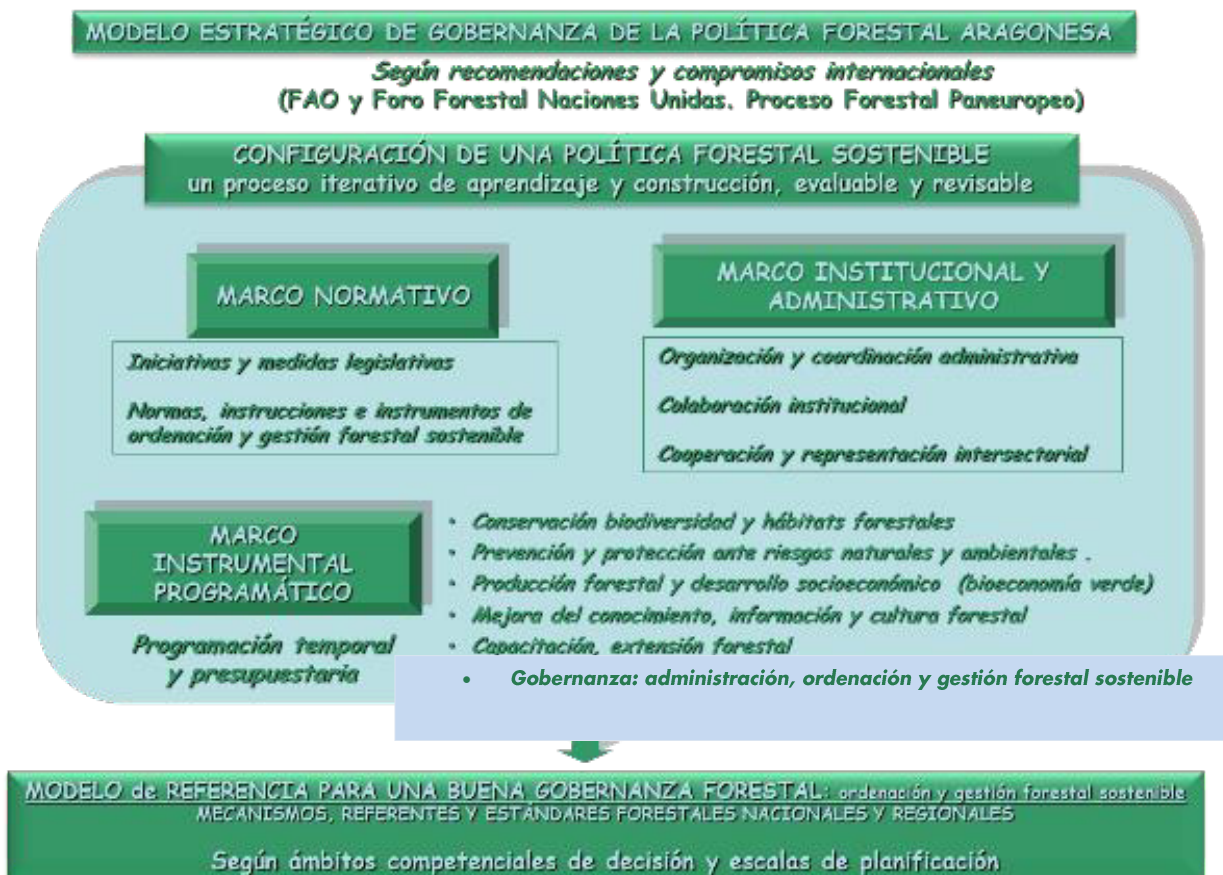 MODELO ESTRATÉGICO DE GOBERNANZA DE LA POLÍTICA FORESTAL ARAGONESA
Según recomendaciones y compromisos internacionales
(FAO y Foro Forestal Naciones Unidas. Proceso Forestal Paneuropeo)
CONFIGURACIÓN DE UNA POLÍTICA FORESTAL SOSTENIBLE
un proceso iterativo de aprendizaje y construcción, evaluable y revisable
MARCO NORMATIVO
Iniciativas y medidas legislativas
Normas, instrucciones e instrumentos de
ordenación y gestión forestal sostenible
MARCO INSTITUCIONAL Y
ADMINISTRATIVO
Organización y coordinación administrativa
Colaboración institucional
Cooperación y representación intersectorial
MARCO
INSTRUMENTAL
PROGRAMÁTICO
Programación temporal
y presupuestaria
• Conservación biodiversidad y hábitats forestales
• Prevención y protección ante riesgos naturales y ambientales .
• Producción forestal y desarrollo socioeconómico (bioeconomía verde)
• Mejora del conocimiento, información y cultura forestal
• Capacitación, extensión forestal
• Gobernanza: administración, ordenación y gestión forestal sostenible
MODELO de REFERENCIA PARA UNA BUENA GOBERNANZA FORESTAL: ordenación y gestión forestal sostenible
MECANISMOS, REFERENTES Y ESTÁNDARES FORESTALES NACIONALES Y REGIONALES
Según ámbitos competenciales de decisión y escalas de planificación